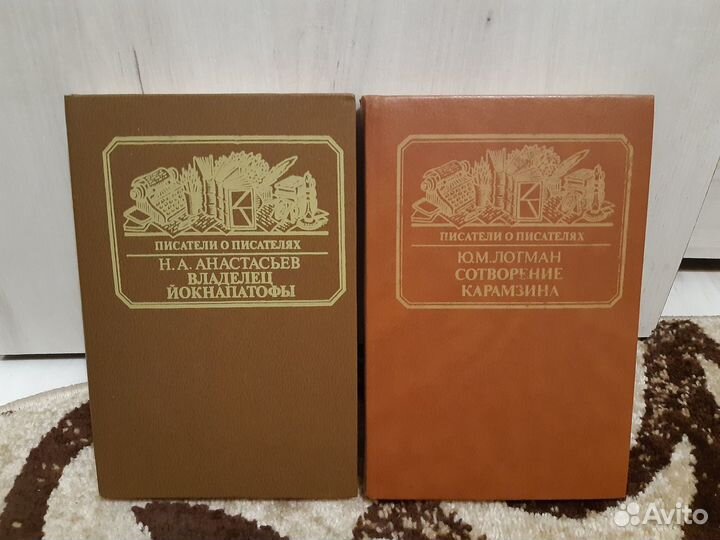 ПИСАТЕЛИ О ПИСАТЕЛЯХ
Н. А. АНАСТАСЬЕВ
ВЛАДЕЛЕЦ
ЙОКНАПАТОФЫ
ПИСАТЕЛИ О ПИСАТЕЛЯХ
Ю.М.ЛОТМАН
СОТВОРЕНИЕ
КАРАМЗИНА
Avito